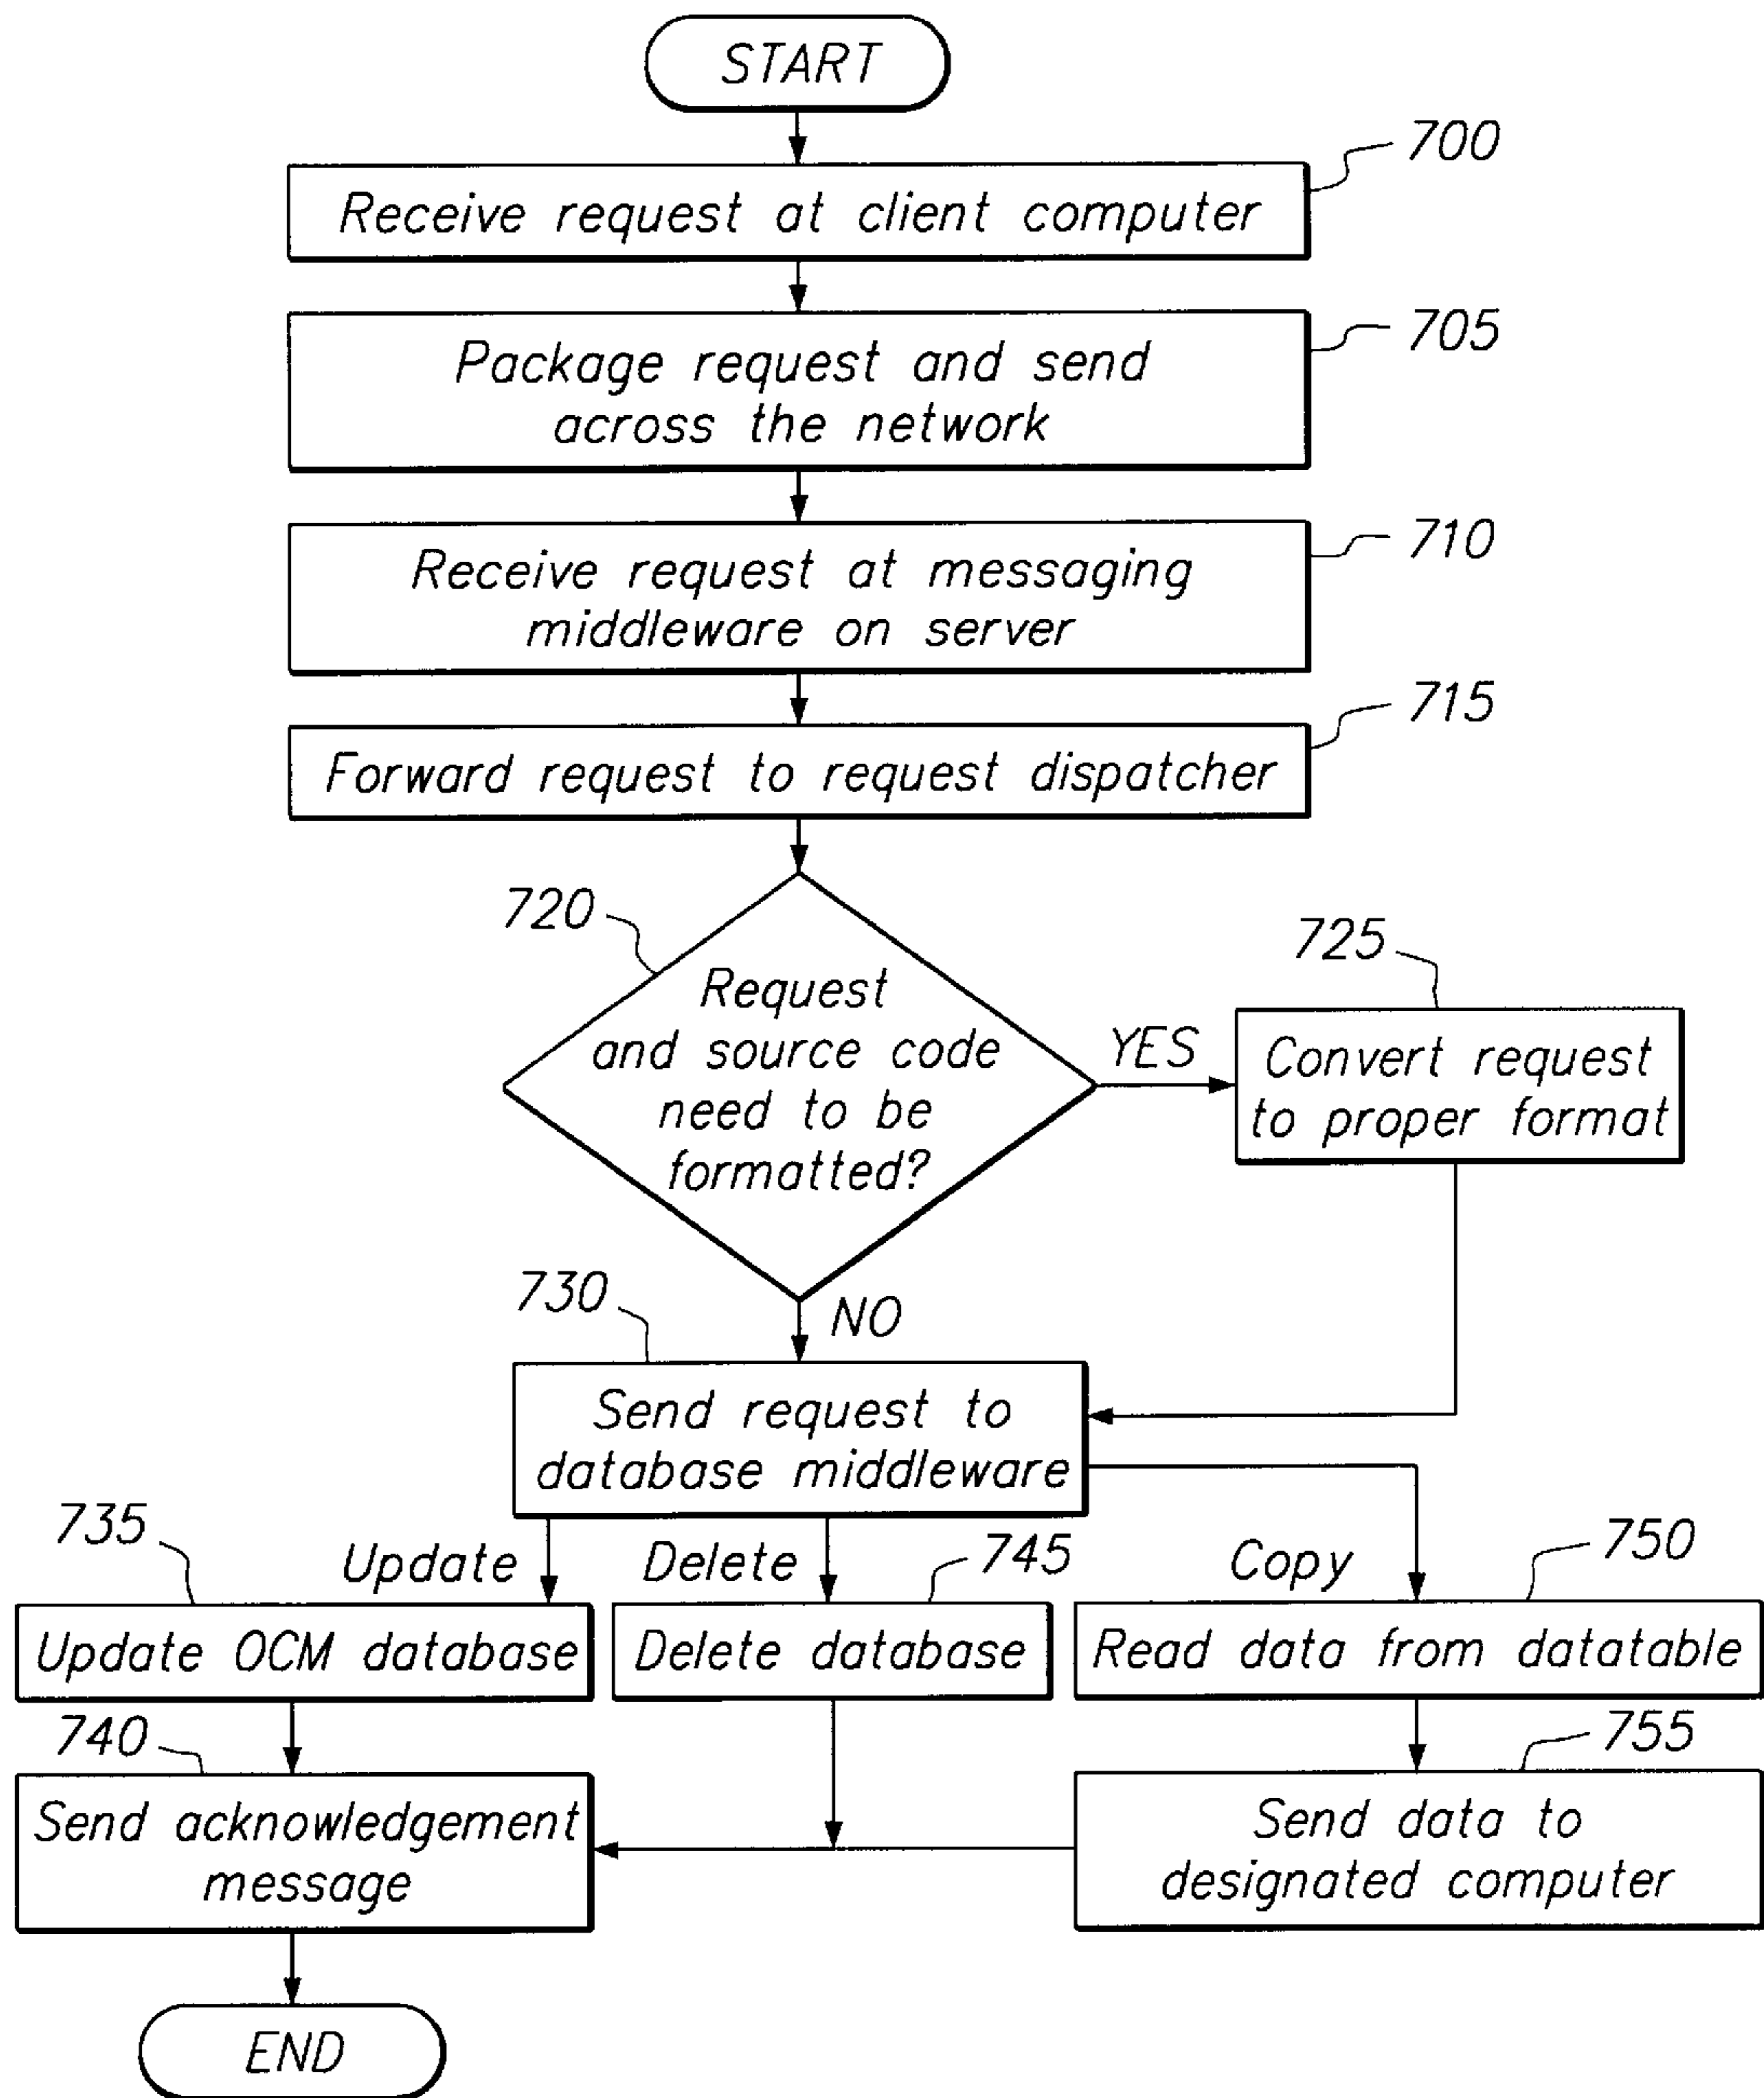 START
700
Receive request at client computer
705
Package request and send
across the network
710
Receive request at messaging
middleware on server
715
Forward request to request dispatcher
720
Request
and source code
need to be
formatted?
YES
725
Convert request
to proper format
NO
730
Send request to
database middleware
735
Update
Delete
745
Copy
750
Update OCM database
Delete database
Read data from datatable
740
755
Send acknowledgement
message
Send data to
designated computer
END